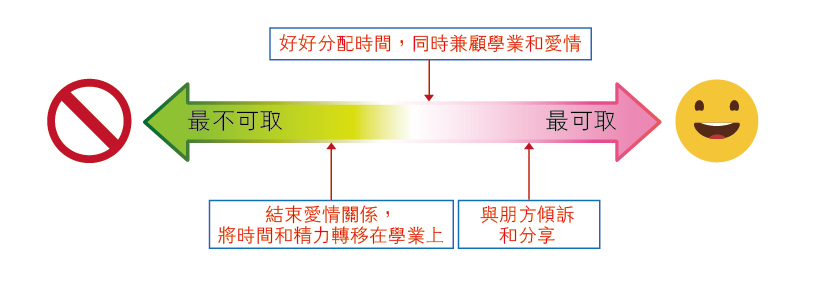 好好分配時間，同時兼顧學業和愛情
最不可取
最可取
結束愛情關係，
將時間和精力轉移在學業上
與朋方傾訴
和分享